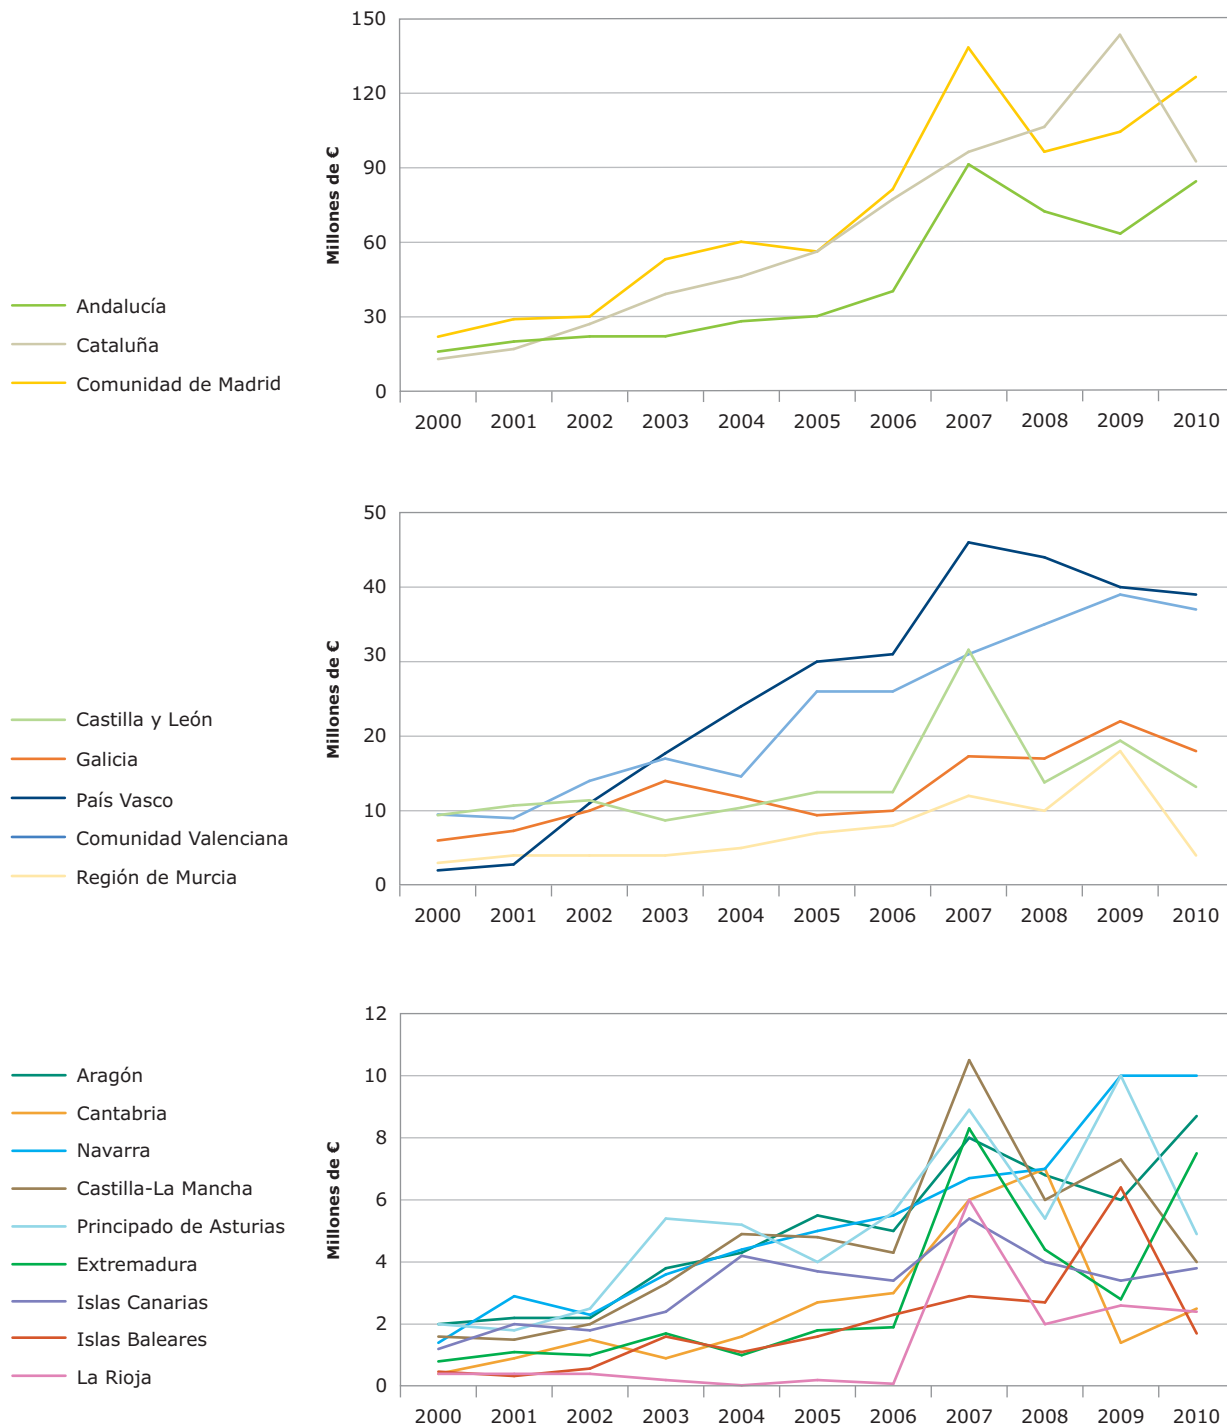 150
120
90
60
30
0
Millones de €
Andalucía
Cataluña
Comunidad de Madrid
2000 2001 2002 2003 2004 2005 2006 2007 2008 2009 2010
50
40
30
20
10
0
Millones de €
Castilla y León
Galicia
País Vasco
Comunidad Valenciana
Región de Murcia
2000 2001 2002 2003 2004 2005 2006 2007 2008 2009 2010
12
10
8
6
4
2
0
Millones de €
Aragón
Cantabria
Navarra
Castilla-La Mancha
Principado de Asturias
Extremadura
Islas Canarias
Islas Baleares
La Rioja
2000 2001 2002 2003 2004 2005 2006 2007 2008 2009 2010